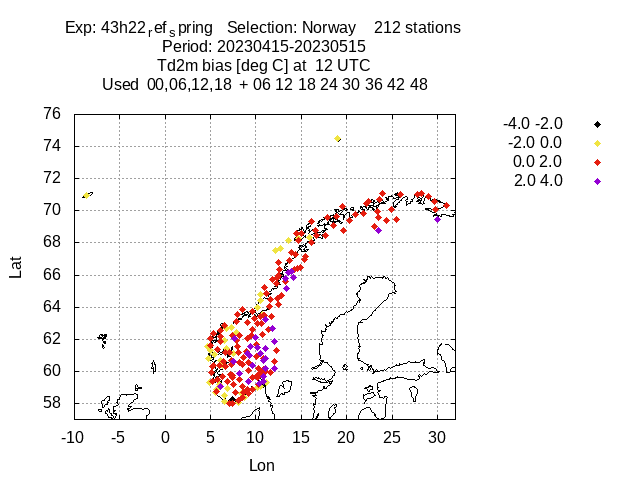 Exp: 43h22ref_spring Selection: Norway 212 stations
Period: 20230415-20230515
Td2m bias [deg C] at 12 UTC
Used 00,06,12,18 + 06 12 18 24 30 36 42 48
-4.0 -2.0
-2.0 0.0
0.0 2.0
2.0 4.0
76
74
72
70
68
66
64
62
60
58
Lat
-10 -5 0 5 10 15 20 25 30
Lon